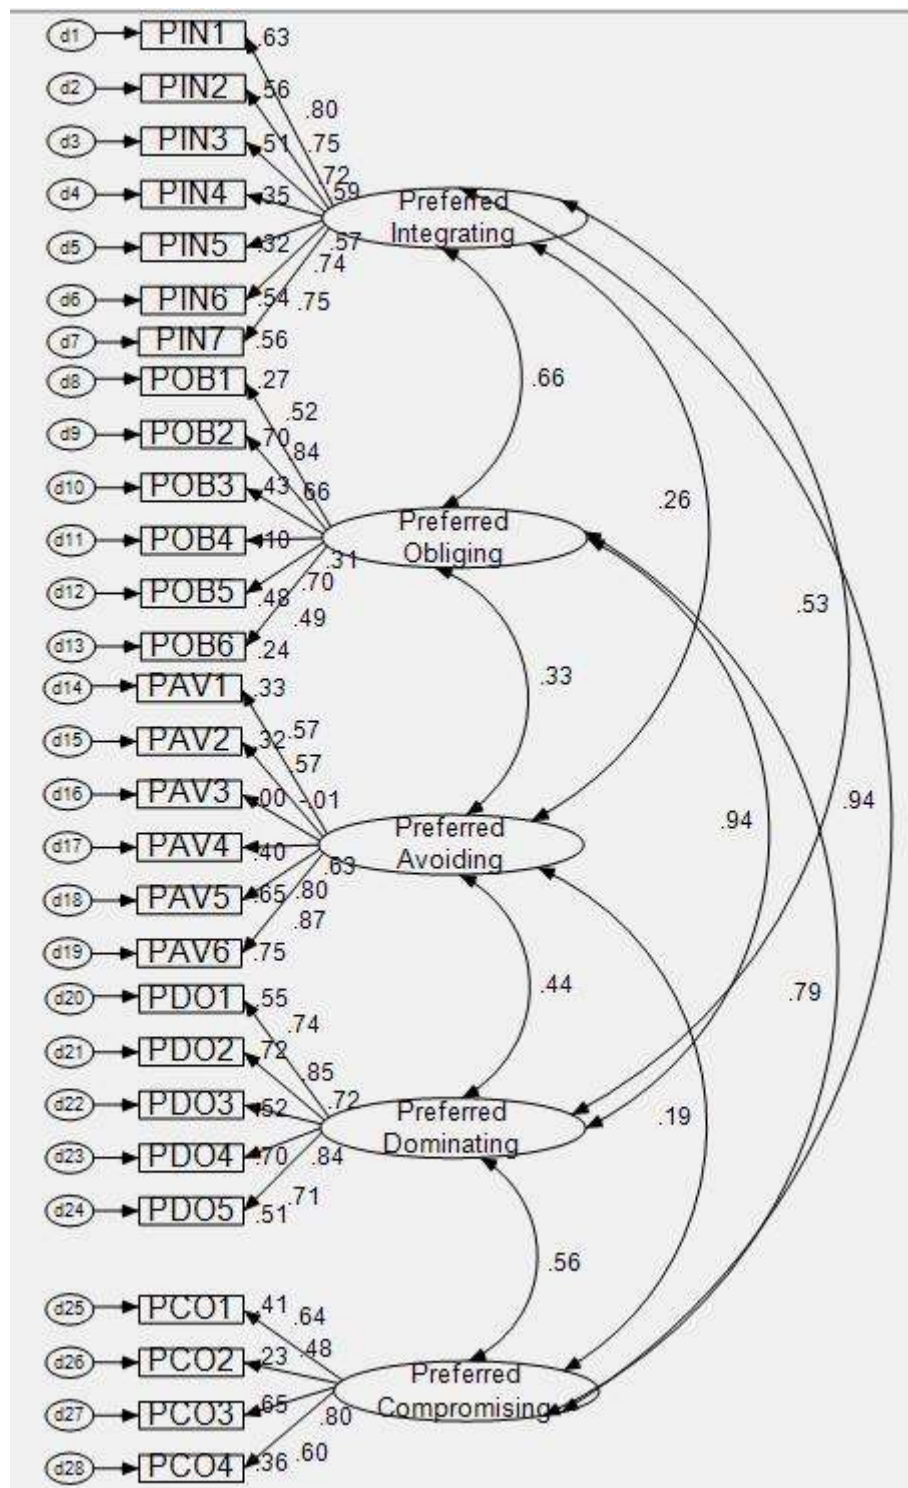 d1 PIN1 .63
d2 PIN2 .56
.80
d3 PIN3 .51 .75
.72
d4 PIN4 .35 .59
Preferred
Integrating
d5 PIN5 .32 .57
.74
d6 PIN6 .54 .75
d7 PIN7 .56
d8 POB1 .27
.66
.52
d9 POB2 .70 .84
d10 POB3 .43 .66
.26
d11 POB4 .10
Preferred
Obliging
.31
d12 POB5 .48 .70
.53
.49
d13 POB6 .24
d14 PAV1 .33
.33
.57
d15 PAV2 .32
.57
d16 PAV3 .00 -.01
.94
.94
d17 PAV4 .40
Preferred
Avoiding
.63
d18 PAV5 .65 .80
.87
d19 PAV6 .75
d20 PDO1 .55
.44
.79
.74
d21 PDO2 .72
.85
d22 PDO3 .52 .72
Preferred
Dominating
.19
d23 PDO4 .70 .84
.71
d24 PDO5 .51
.56
d25 PCO1 .41 .64
d26 PCO2 .23 .48
Preferred
Compromising
d27 PCO3 .65 .80
d28 PCO4 .36 .60